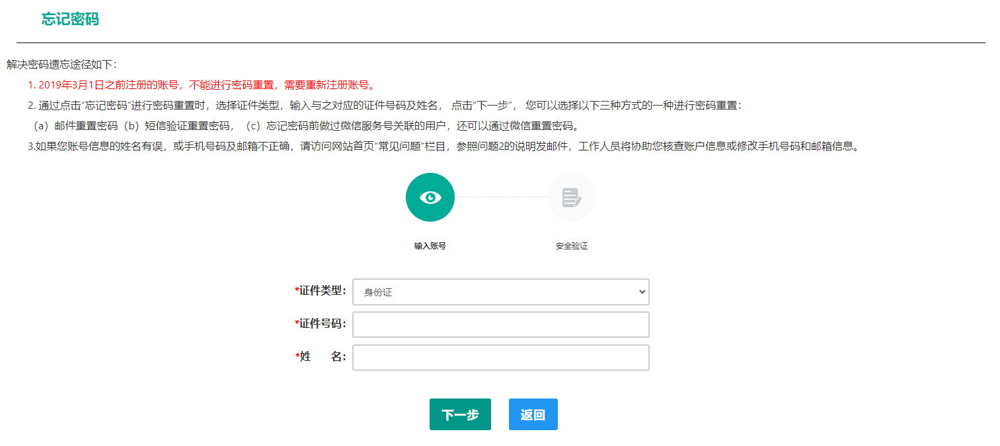 忘记密码
解决密码遗忘途径如下：
1. 2019年3月1日之前注册的账号，不能进行密码重置，需要重新注册账号。
2. 通过点击“忘记密码”进行密码重置时，选择证件类型，输入与之对应的证件号码及姓名， 点击“下一步”， 您可以选择以下三种方式的一种进行密码重置：
（a）邮件重置密码（b）短信验证重置密码，（c）忘记密码前做过微信服务号关联的用户，还可以通过微信重置密码。
3.如果您账号信息的姓名有误，或手机号码及邮箱不正确，请访问网站首页“常见问题”栏目，参照问题2的说明发邮件，工作人员将协助您核查账户信息或修改手机号码和邮箱信息。
输入账号 安全验证
*证件类型： 身份证
*证件号码：
*姓 名：
下一步 返回